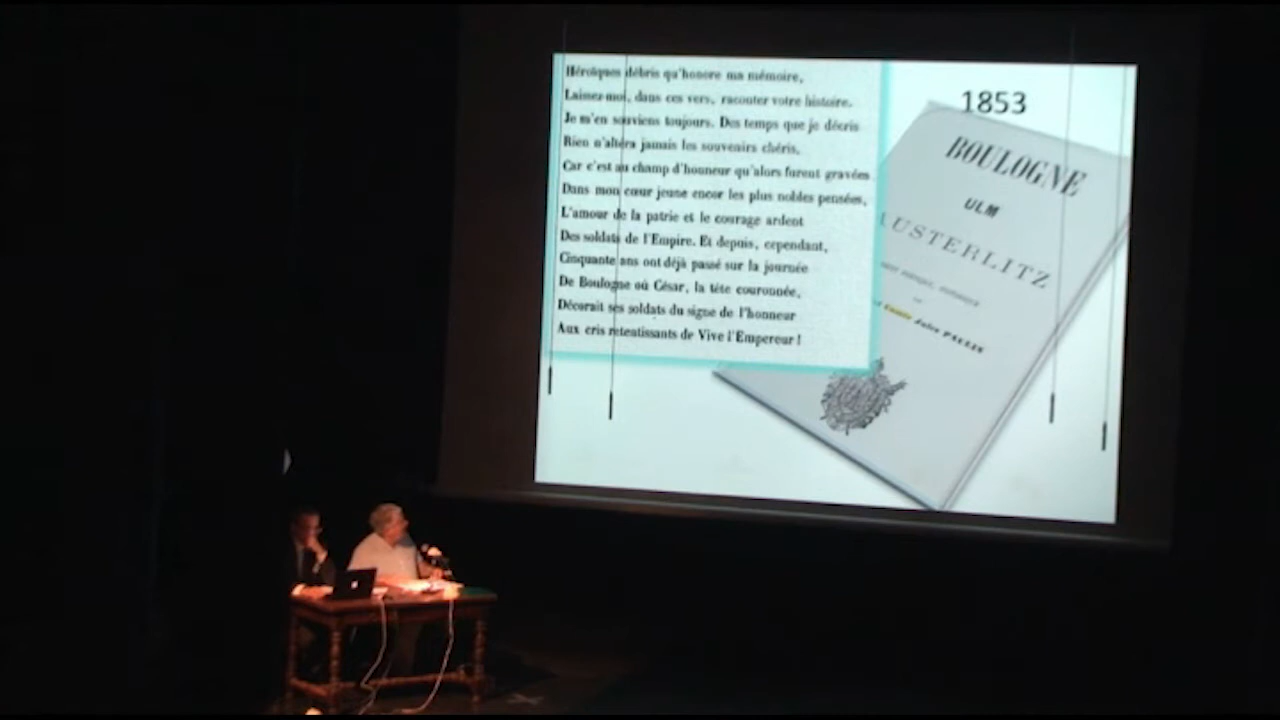 Héroïques débris qu'honore ma mémoire,
Laissez-moi, dans ces vers, raconter votre histoire.
Je m'en souviens toujours. Des temps que je décris
Rien n'altéra jamais les souvenirs chéris.
Car c'est au champ d'honneur qu'alors furent gravées
Dans mon cœur jeune encor les plus nobles pensées,
L'amour de la patrie et le courage ardent
Des soldats de l'Empire. Et depuis, cependant,
Cinquante ans ont déjà passé sur la journée
De Boulogne où César, la tête couronnée,
Décorait ses soldats du signe de l'honneur
Aux cris retentissants de Vive l'Empereur !
1853
BOULOGNE
ULM
USTERLITZ
Comte Jules